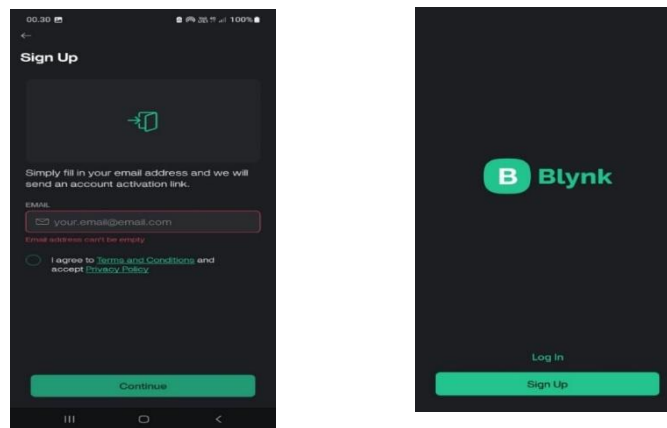 00.30
100%
Sign Up
Simply fill in your email address and we will
send an account activation link.
EMAIL
your.email@email.com
Email address can't be empty
I agree to Terms and Conditions and
accept Privacy Policy
Continue
B Blynk
Log In
Sign Up